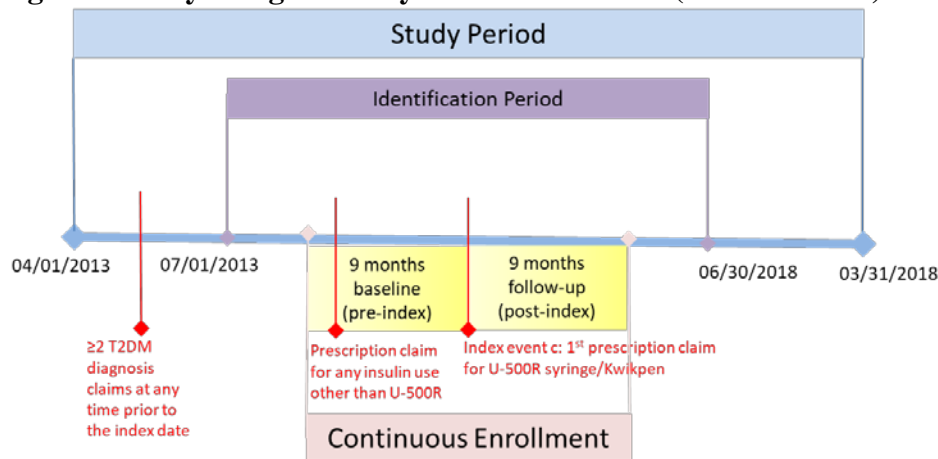 Study Period
Identification Period
04/01/2013
07/01/2013
06/30/2018
03/31/2018
9 months
baseline
(pre-index)
9 months
follow-up
(post-index)
≥2 T2DM
diagnosis
claims at any
time prior to
the index date
Prescription claim
for any insulin use
other than U-500R
Index event c: 1st prescription claim
for U-500R syringe/Kwikpen
Continuous Enrollment